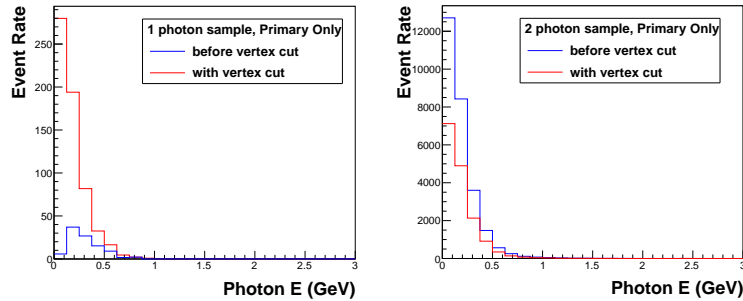 1 photon sample, Primary Only
before vertex cut
with vertex cut
Event Rate
250
200
150
100
50
0
0 0.5 1 1.5 2 2.5 3
Photon E (GeV)
2 photon sample, Primary Only
before vertex cut
with vertex cut
Event Rate
12000
10000
8000
6000
4000
2000
0
0 0.5 1 1.5 2 2.5 3
Photon E (GeV)